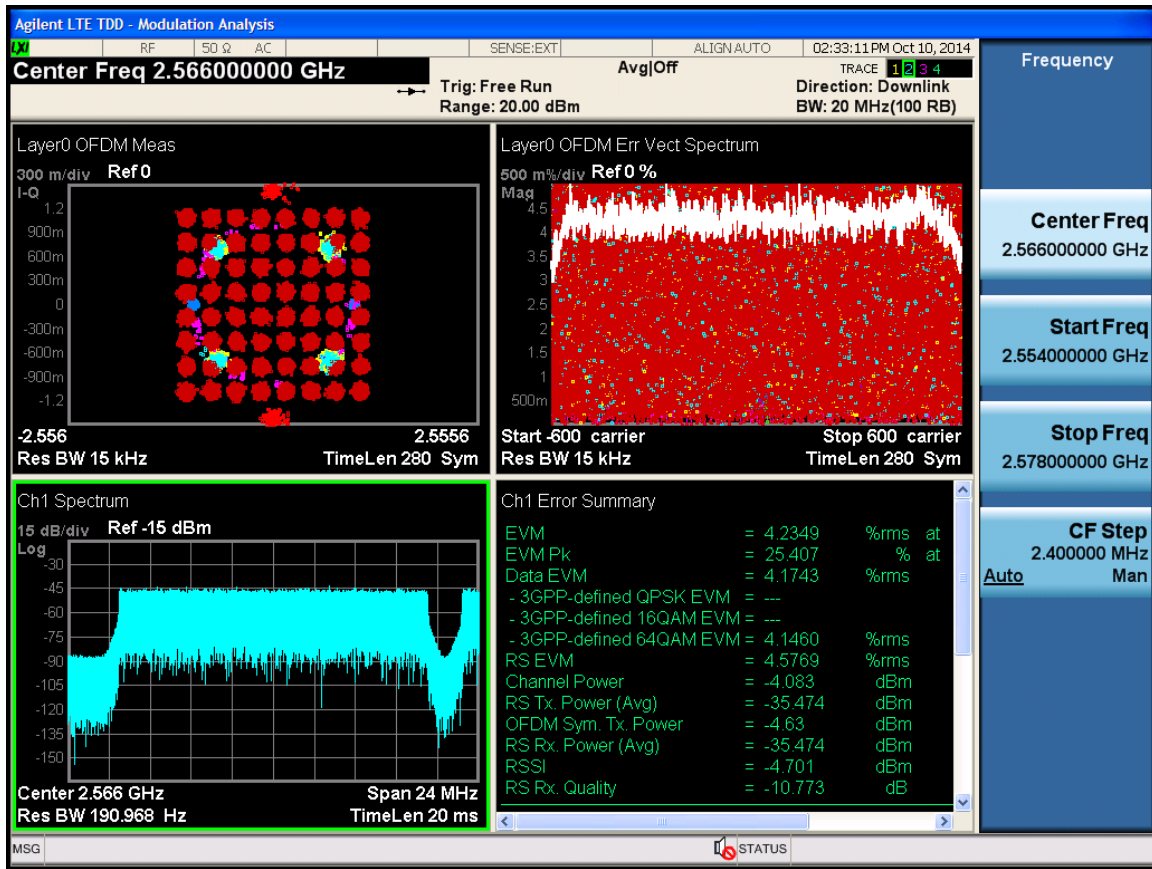 Agilent LTE TDD - Modulation Analysis
LXI RF 50 Ω AC SENSE:EXT ALIGN AUTO 02:33:11 PM Oct 10, 2014
Center Freq 2.566000000 GHz
Avg|Off
TRACE 1 2 3 4
Trig: Free Run
Direction: Downlink
Range: 20.00 dBm
BW: 20 MHz(100 RB)
Layer0 OFDM Meas
300 m/div Ref 0
I-Q
1.2
900m
600m
300m
0
-300m
-600m
-900m
-1.2
-2.556 2.5556
Res BW 15 kHz TimeLen 280 Sym
Layer0 OFDM Err Vect Spectrum
500 m%/div Ref 0 %
Mag
4.5
4
3.5
3
2.5
2
1.5
1
500m
Start -600 carrier Stop 600 carrier
Res BW 15 kHz TimeLen 280 Sym
Ch1 Spectrum
15 dB/div Ref -15 dBm
Log
-30
-45
-60
-75
-90
-105
-120
-135
-150
Center 2.566 GHz Span 24 MHz
Res BW 190.968 Hz TimeLen 20 ms
Ch1 Error Summary
EVM = 4.2349 %rms at
EVM Pk = 25.407 % at
Data EVM = 4.1743 %rms
- 3GPP-defined QPSK EVM = ---
- 3GPP-defined 16QAM EVM = ---
- 3GPP-defined 64QAM EVM = 4.1460 %rms
RS EVM = 4.5769 %rms
Channel Power = -4.083 dBm
RS Tx. Power (Avg) = -35.474 dBm
OFDM Sym. Tx. Power = -4.63 dBm
RS Rx. Power (Avg) = -35.474 dBm
RSSI = -4.701 dBm
RS Rx. Quality = -10.773 dB
Frequency
Center Freq
2.566000000 GHz
Start Freq
2.554000000 GHz
Stop Freq
2.578000000 GHz
CF Step
2.400000 MHz
Auto Man
MSG STATUS